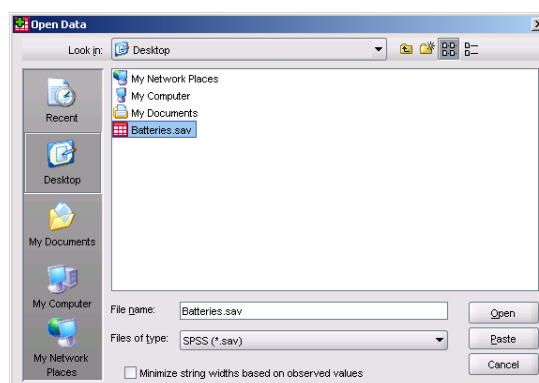 Open Data
Look in: Desktop
My Network Places
My Computer
My Documents
Batteries.sav
Recent
Desktop
My Documents
My Computer
My Network
Places
File name: Batteries.sav
Open
Files of type: SPSS (*.sav)
Paste
Minimize string widths based on observed values
Cancel